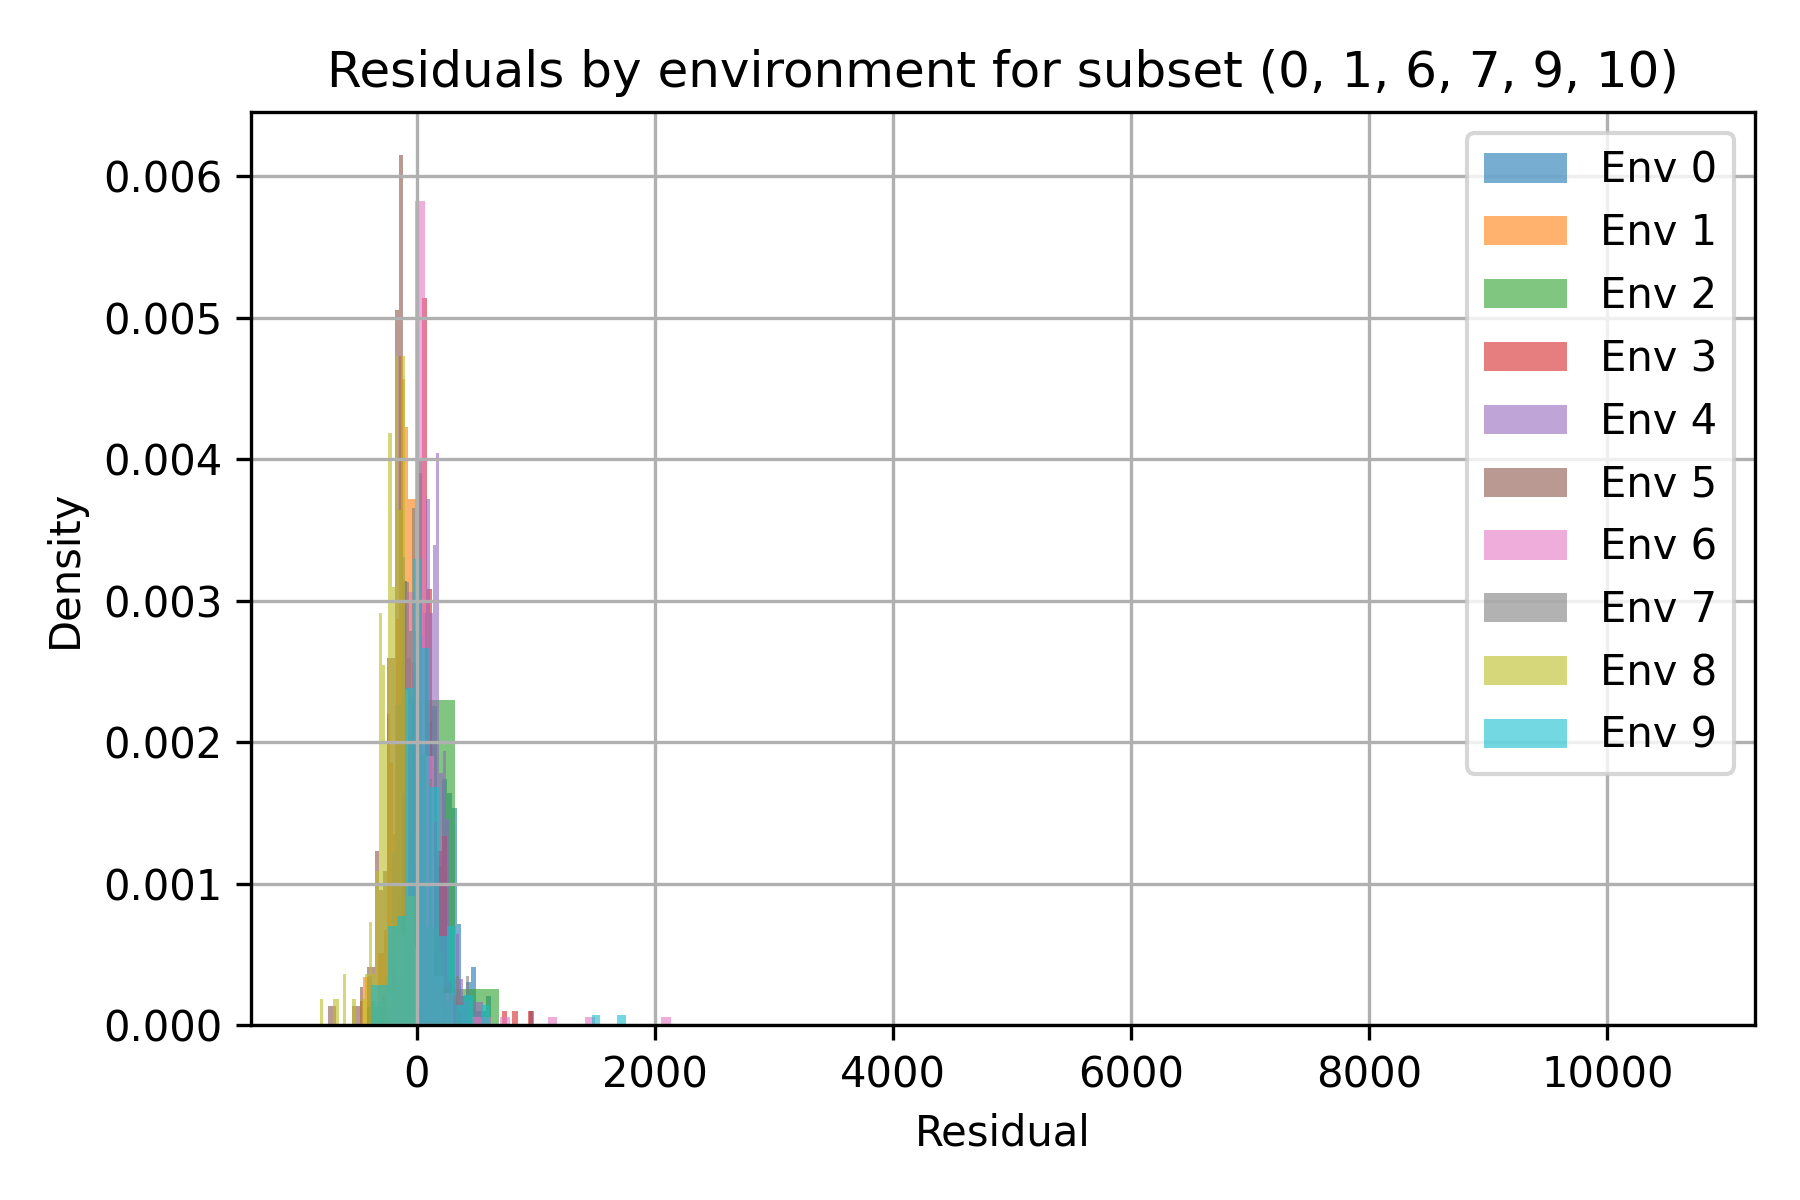 Residuals by environment for subset (0, 1, 6, 7, 9, 10)
0.006
0.005
0.004
0.003
0.002
0.001
0.000
Density
0
2000
4000
6000
8000
10000
Residual
Env 0
Env 1
Env 2
Env 3
Env 4
Env 5
Env 6
Env 7
Env 8
Env 9